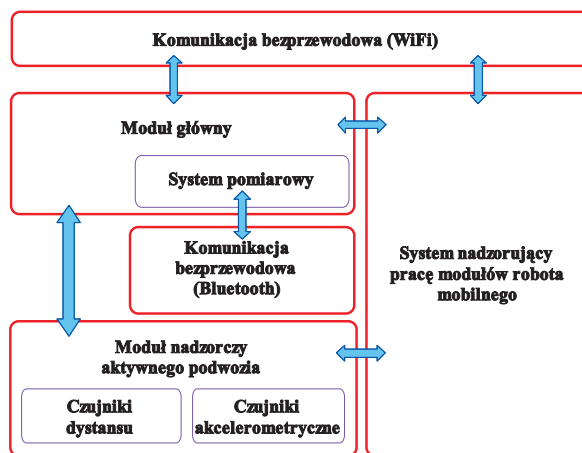 Komunikacja bezprzewodowa (WiFi)
Moduł główny
System pomiarowy
Komunikacja
bezprzewodowa
(Bluetooth)
System nadzorujący
pracę modułów robota
mobilnego
Moduł nadzorczy
aktywnego podwozia
Czujniki
dystansu
Czujniki
akcelerometryczne